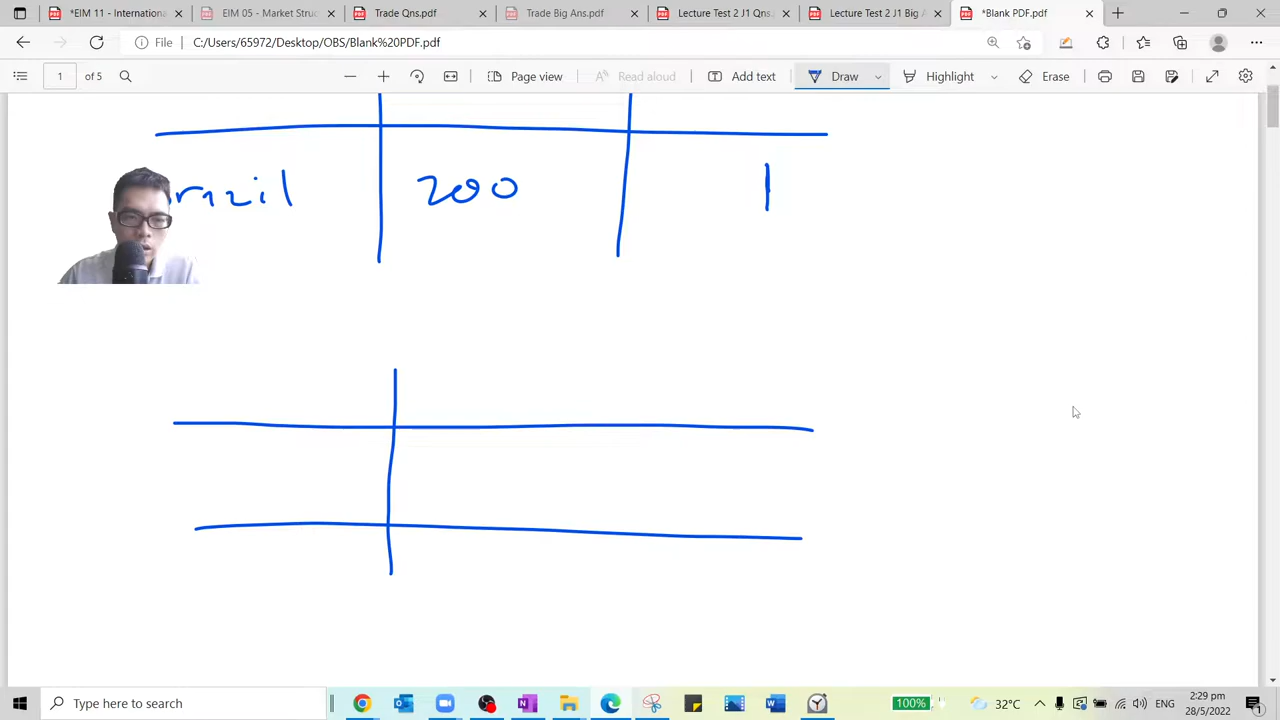 *EIM 11 - Internationa
EIM 05 - Market Struc
Trade Qns.pdf
Trade Big Ans.pdf
Lecture Test 2 J1 Qns.p
Lecture Test 2 J1 Big A
*Blank PDF.pdf
File
C:/Users/65972/Desktop/OBS/Blank%20PDF.pdf
1 of 5
Page view
Read aloud
Add text
Draw
Highlight
Erase
razil 200 1
Type here to search
100%
32°C
ENG
2:29 pm
28/5/2022